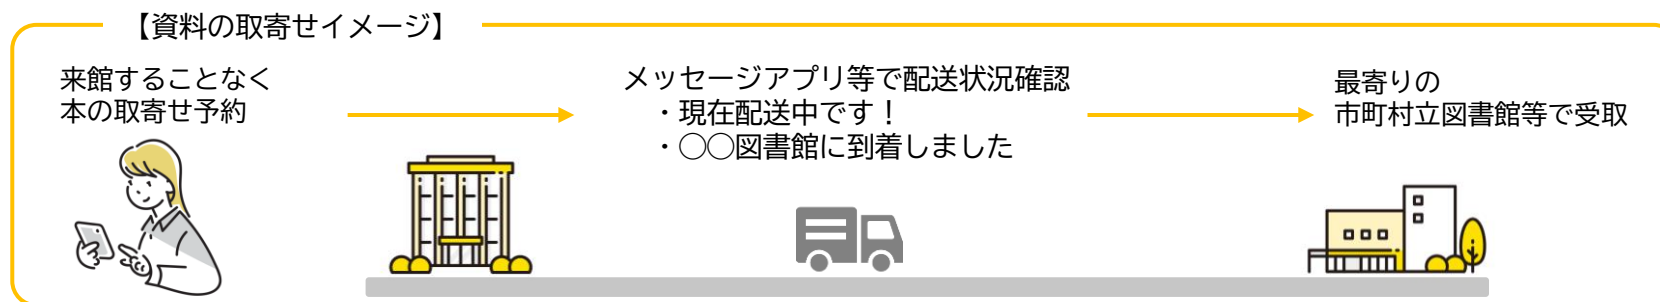 【資料の取寄せイメージ】
来館することなく
本の取寄せ予約
メッセージアプリ等で配送状況確認
・現在配送中です！
・〇〇図書館に到着しました
最寄りの
市町村立図書館等で受取